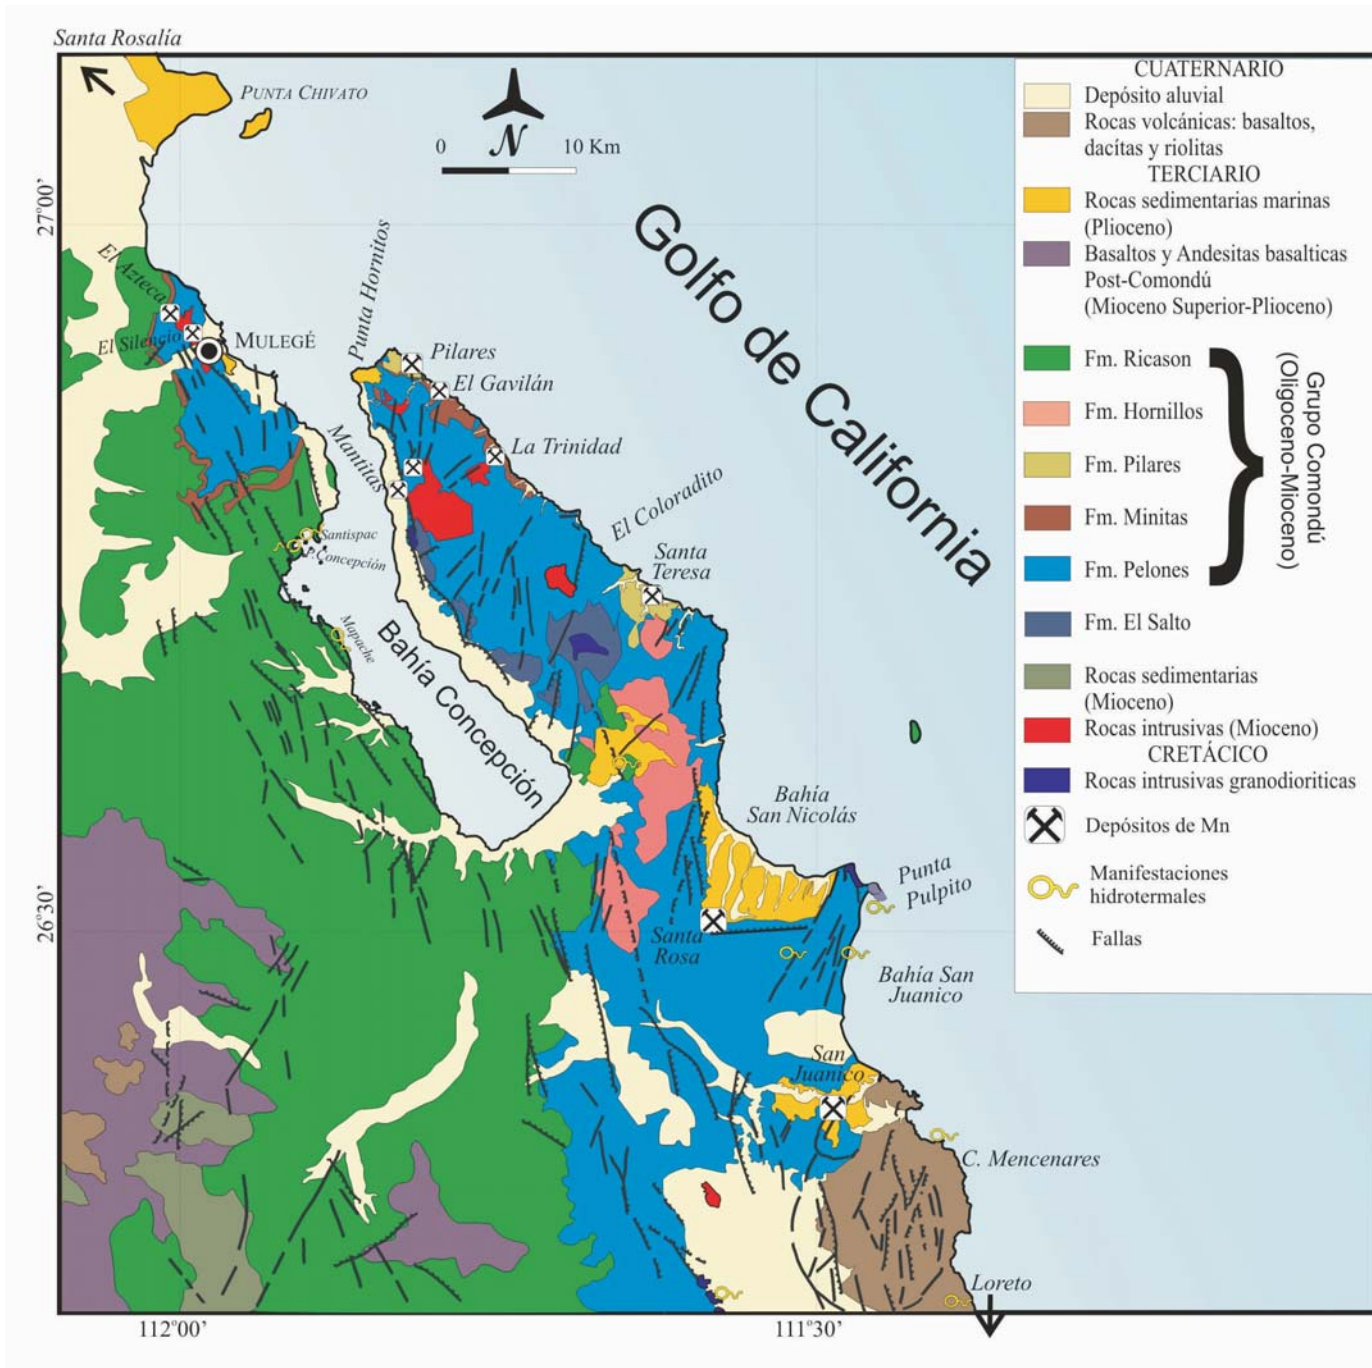 Santa Rosalía
PUNTA CHIVATO
N
0 10 Km
27°00'
26°30'
112°00'
111°30'
Golfo de California
El Azteca
El Silencio
MULEGÉ
Punta Hornitos
Pilares
El Gavilán
La Trinidad
Mantitas
El Coloradito
Santa
Teresa
Santispac
P. Concepción
Mapache
Bahía Concepción
Bahía
San Nicolás
Punta
Pulpito
Santa
Rosa
Bahía San
Juanico
San
Juanico
C. Mencenares
Loreto
CUATERNARIO
Depósito aluvial
Rocas volcánicas: basaltos,
dacítas y riolitas
TERCIARIO
Rocas sedimentarias marinas
(Plioceno)
Basaltos y Andesitas basalticas
Post-Comondú
(Mioceno Superior-Plioceno)
Fm. Ricason
Fm. Hornillos
Fm. Pilares
Fm. Minitas
Fm. Pelones
Grupo Comondú
(Oligoceno-Mioceno)
Fm. El Salto
Rocas sedimentarias
(Mioceno)
Rocas intrusivas (Mioceno)
CRETÁCICO
Rocas intrusivas granodioriticas
Depósitos de Mn
Manifestaciones
hidrotermales
Fallas